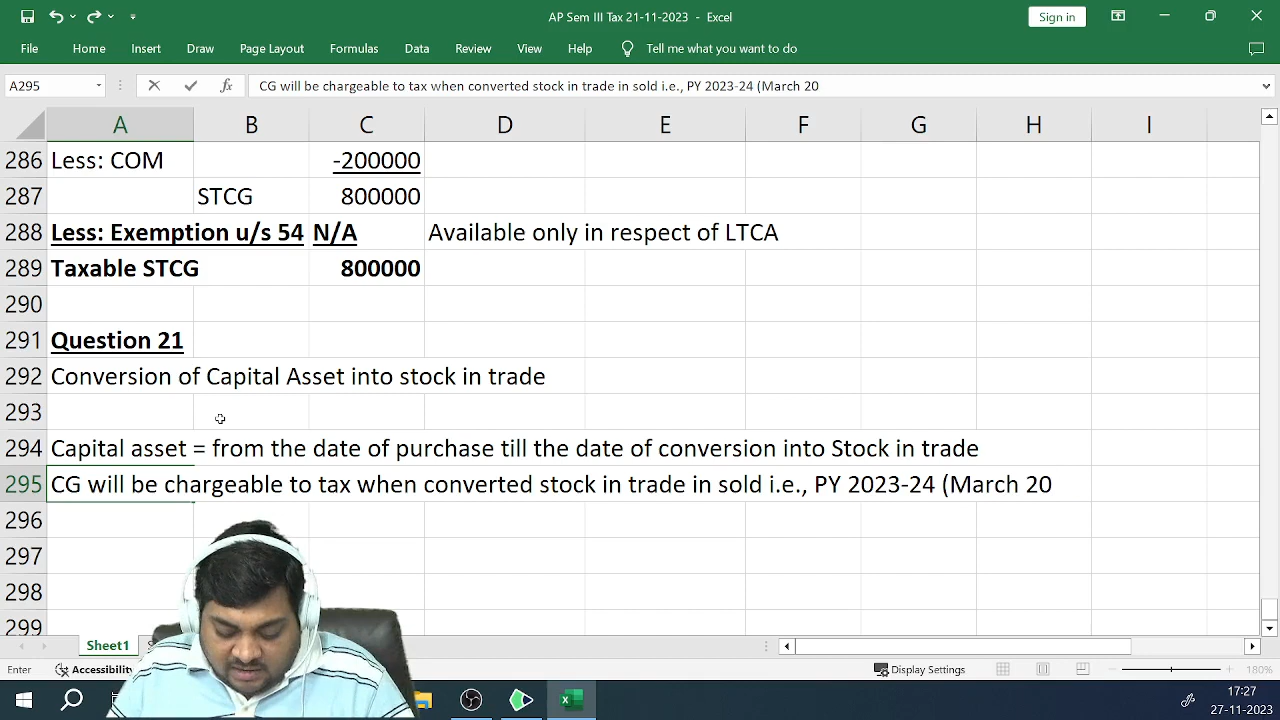 AP Sem III Tax 21-11-2023 - Excel
Sign in
File Home Insert Draw Page Layout Formulas Data Review View Help Tell me what you want to do
A295 fx CG will be chargeable to tax when converted stock in trade in sold i.e., PY 2023-24 (March 20
A B C D E F G H I
286 Less: COM -200000
287 STCG 800000
288 Less: Exemption u/s 54 N/A Available only in respect of LTCA
289 Taxable STCG 800000
290
291 Question 21
292 Conversion of Capital Asset into stock in trade
293
294 Capital asset = from the date of purchase till the date of conversion into Stock in trade
295 CG will be chargeable to tax when converted stock in trade in sold i.e., PY 2023-24 (March 20
296
297
298
299
Sheet1
Enter Display Settings 180%
17:27
27-11-2023